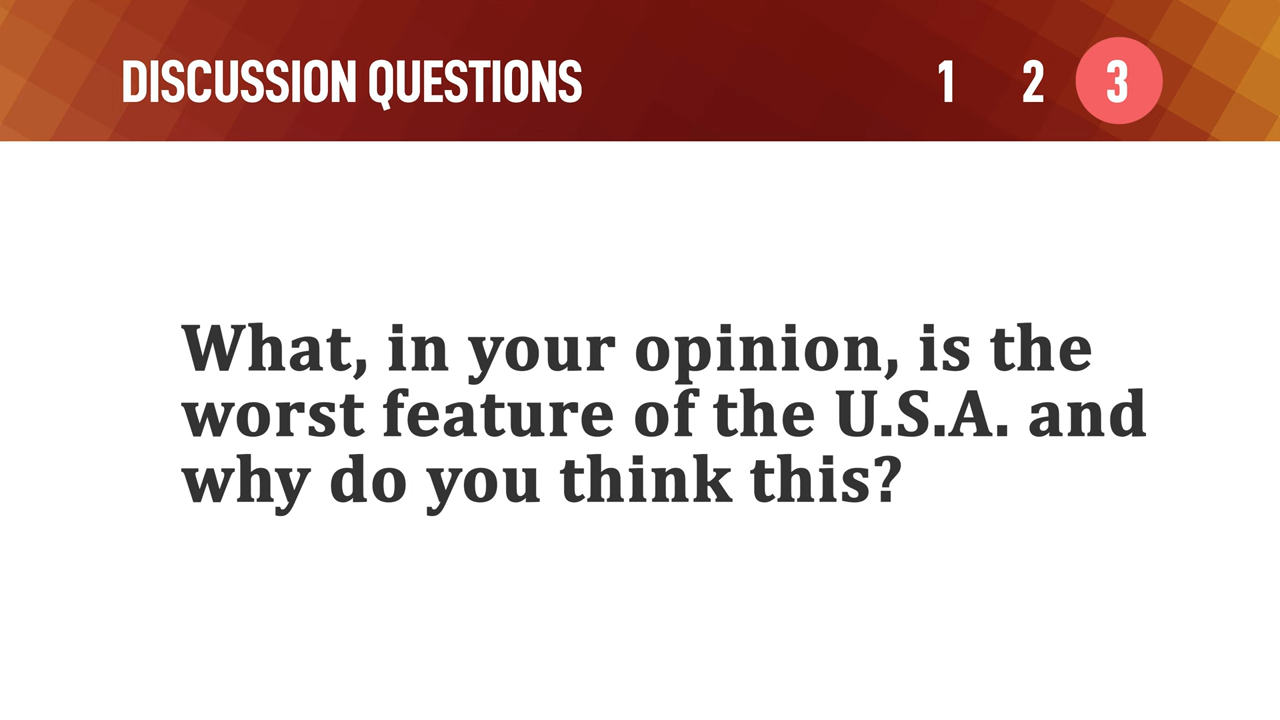 DISCUSSION QUESTIONS 1 2 3
What, in your opinion, is the
worst feature of the U.S.A. and
why do you think this?